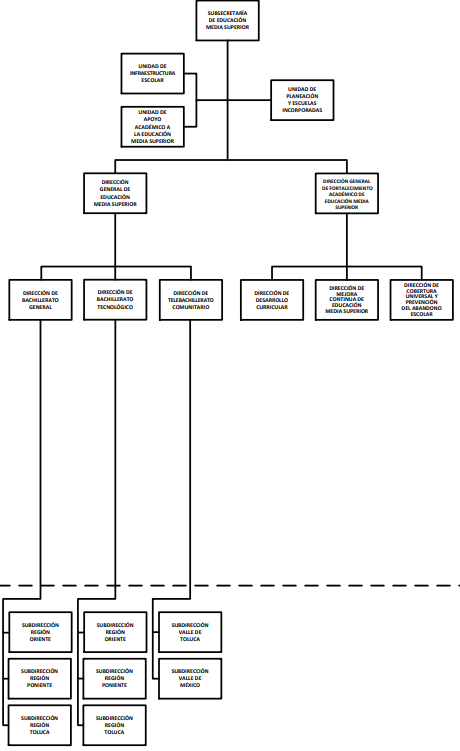 SUBSECRETARÍA
DE EDUCACIÓN
MEDIA SUPERIOR
UNIDAD DE
INFRAESTRUCTURA
ESCOLAR
UNIDAD DE
PLANEACIÓN
Y ESCUELAS
INCORPORADAS
UNIDAD DE
APOYO
ACADÉMICO A
LA EDUCACIÓN
MEDIA SUPERIOR
DIRECCIÓN
GENERAL DE
EDUCACIÓN
MEDIA SUPERIOR
DIRECCIÓN GENERAL
DE FORTALECIMIENTO
ACADÉMICO DE
EDUCACIÓN MEDIA
SUPERIOR
DIRECCIÓN DE
BACHILLERATO
GENERAL
DIRECCIÓN DE
BACHILLERATO
TECNOLÓGICO
DIRECCIÓN DE
TELEBACHILLERATO
COMUNITARIO
DIRECCIÓN DE
DESARROLLO
CURRICULAR
DIRECCIÓN DE
MEJORA
CONTINUA DE
EDUCACIÓN
MEDIA SUPERIOR
DIRECCIÓN DE
COBERTURA
UNIVERSAL Y
PREVENCIÓN
DEL ABANDONO
ESCOLAR
SUBDIRECCIÓN
REGIÓN
ORIENTE
SUBDIRECCIÓN
REGIÓN
ORIENTE
SUBDIRECCIÓN
VALLE DE
TOLUCA
SUBDIRECCIÓN
REGIÓN
PONIENTE
SUBDIRECCIÓN
REGIÓN
PONIENTE
SUBDIRECCIÓN
VALLE DE
MÉXICO
SUBDIRECCIÓN
REGIÓN
TOLUCA
SUBDIRECCIÓN
REGIÓN
TOLUCA